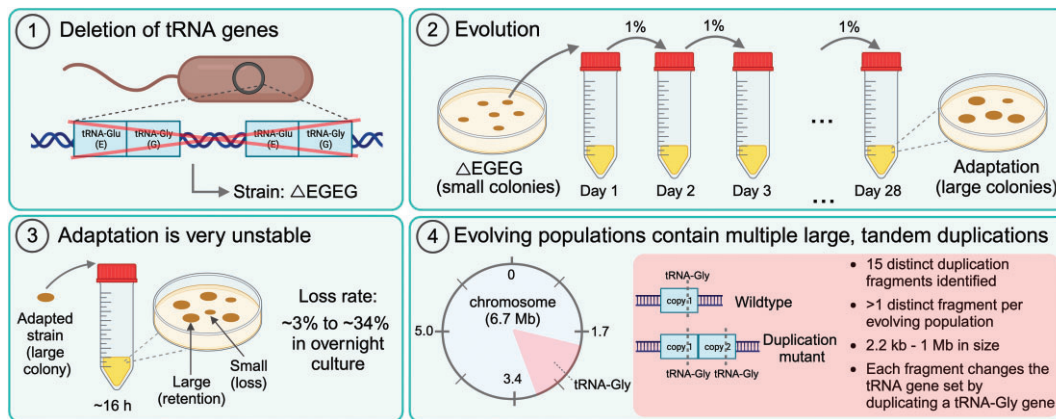 1 Deletion of tRNA genes
tRNA-Glu (E)
tRNA-Gly (G)
tRNA-Glu (E)
tRNA-Gly (G)
Strain: △EGEG
2 Evolution
1%
1%
1%
△EGEG
(small colonies)
Day 1
Day 2
Day 3
...
...
Day 28
Adaptation
(large colonies)
3 Adaptation is very unstable
Adapted
strain (large
colony)
~16 h
Large
(retention)
Small
(loss)
Loss rate:
~3% to ~34%
in overnight
culture
4 Evolving populations contain multiple large, tandem duplications
0
1.7
3.4
5.0
chromosome
(6.7 Mb)
tRNA-Gly
tRNA-Gly
copy 1
Wildtype
copy 1
copy 2
Duplication
mutant
tRNA-Gly
tRNA-Gly
• 15 distinct duplication
fragments identified
• >1 distinct fragment per
evolving population
• 2.2 kb - 1 Mb in size
• Each fragment changes the
tRNA gene set by
duplicating a tRNA-Gly gene